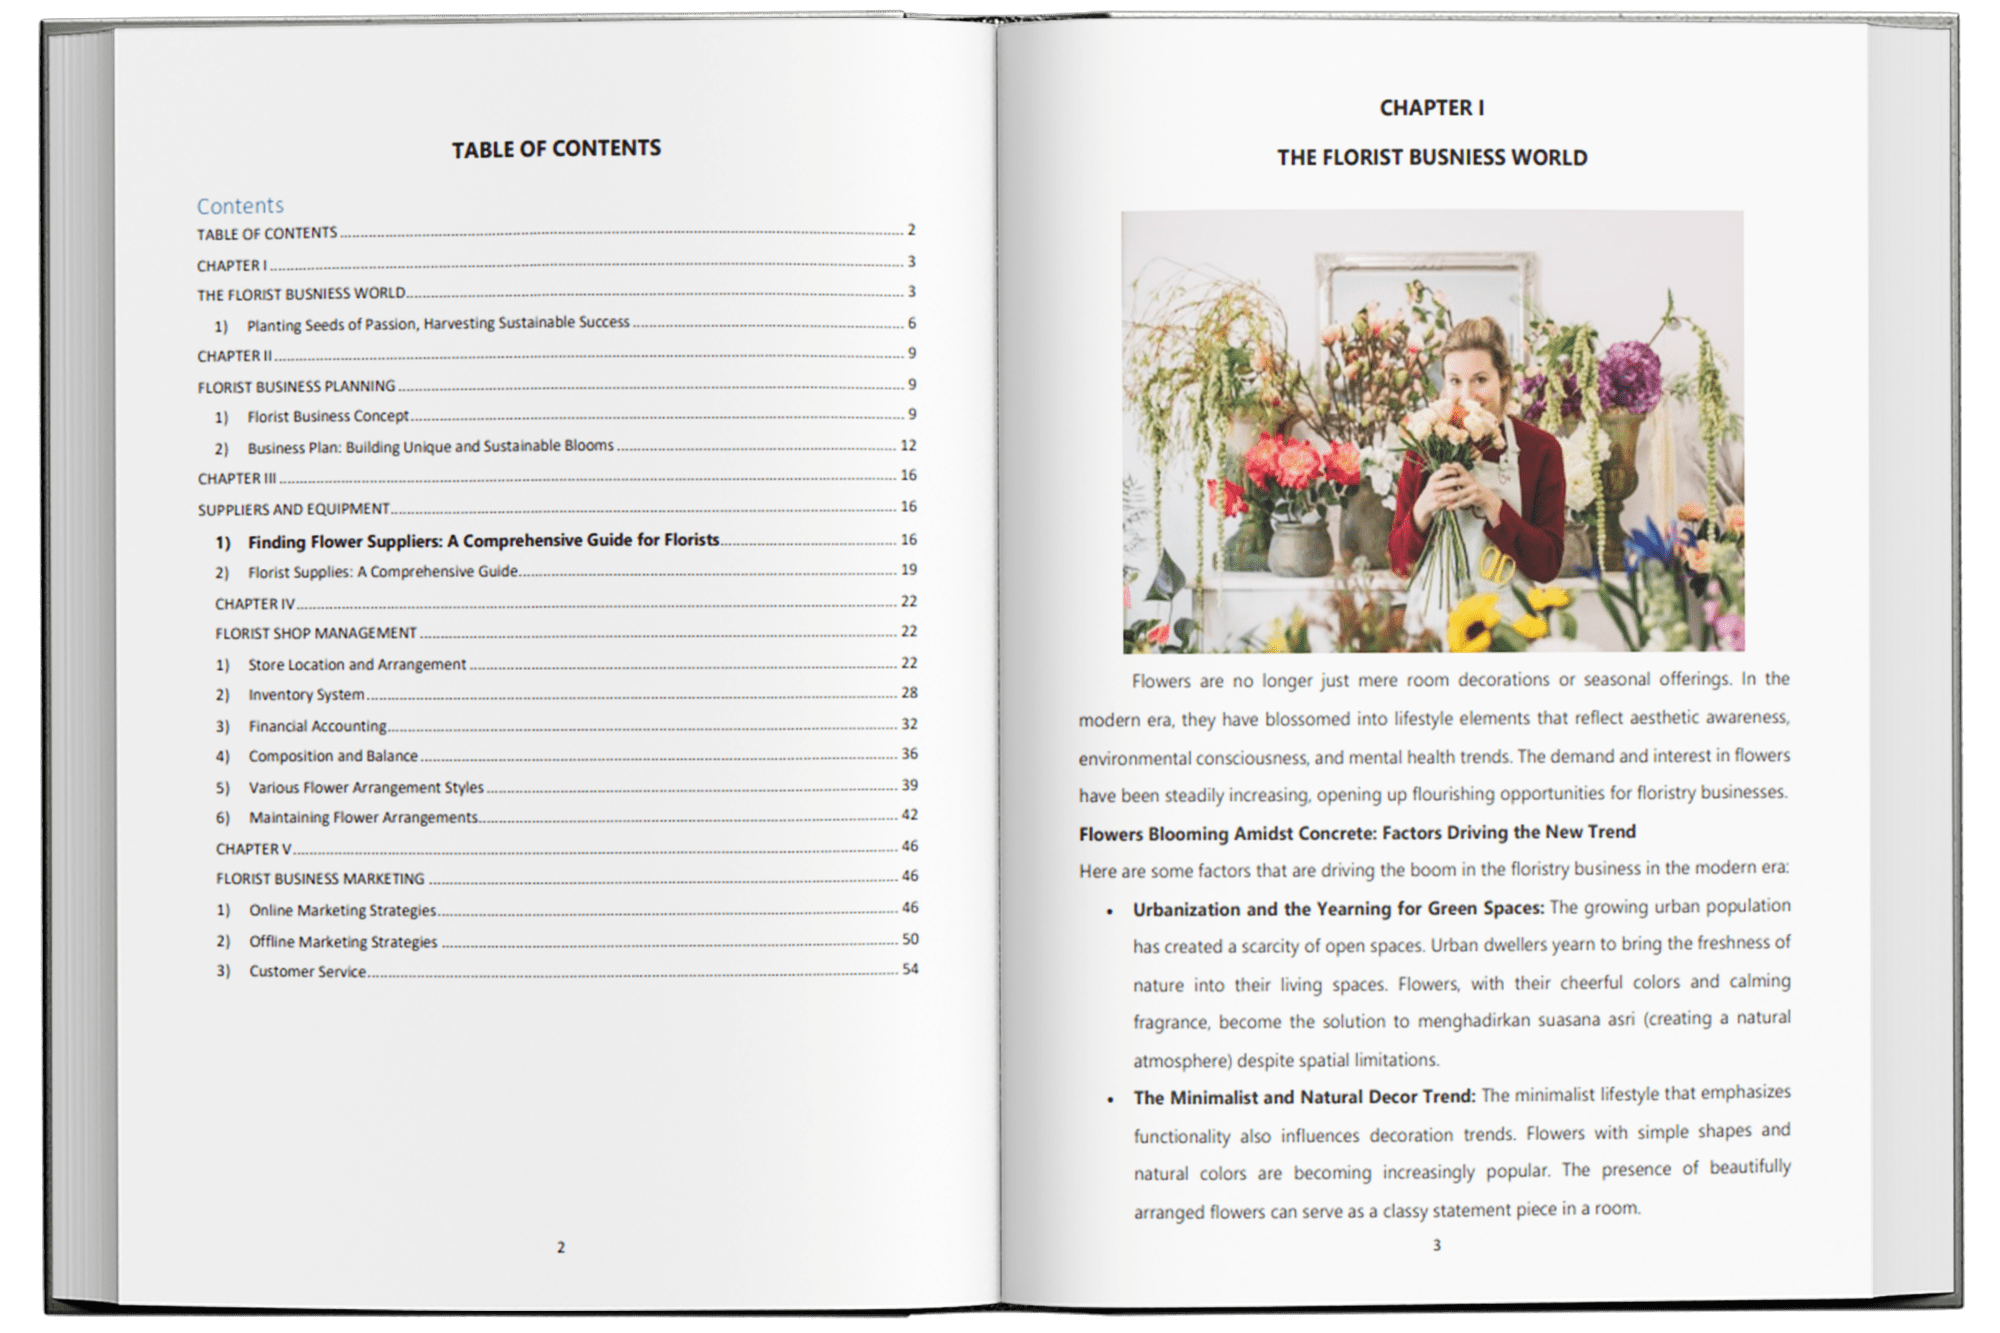 TABLE OF CONTENTS
Contents
TABLE OF CONTENTS 2
CHAPTER I 3
THE FLORIST BUSNIESS WORLD 3
1) Planting Seeds of Passion, Harvesting Sustainable Success 6
CHAPTER II 9
FLORIST BUSINESS PLANNING 9
1) Florist Business Concept 9
2) Business Plan: Building Unique and Sustainable Blooms 12
CHAPTER III 16
SUPPLIERS AND EQUIPMENT 16
1) Finding Flower Suppliers: A Comprehensive Guide for Florists 16
2) Florist Supplies: A Comprehensive Guide 19
CHAPTER IV 22
FLORIST SHOP MANAGEMENT 22
1) Store Location and Arrangement 22
2) Inventory System 28
3) Financial Accounting 32
4) Composition and Balance 36
5) Various Flower Arrangement Styles 39
6) Maintaining Flower Arrangements 42
CHAPTER V 46
FLORIST BUSINESS MARKETING 46
1) Online Marketing Strategies 46
2) Offline Marketing Strategies 50
3) Customer Service 54
2
CHAPTER I
THE FLORIST BUSNIESS WORLD
Flowers are no longer just mere room decorations or seasonal offerings. In the
modern era, they have blossomed into lifestyle elements that reflect aesthetic awareness,
environmental consciousness, and mental health trends. The demand and interest in flowers
have been steadily increasing, opening up flourishing opportunities for floristry businesses.
Flowers Blooming Amidst Concrete: Factors Driving the New Trend
Here are some factors that are driving the boom in the floristry business in the modern era:
• Urbanization and the Yearning for Green Spaces: The growing urban population
has created a scarcity of open spaces. Urban dwellers yearn to bring the freshness of
nature into their living spaces. Flowers, with their cheerful colors and calming
fragrance, become the solution to menghadirkan suasana asri (creating a natural
atmosphere) despite spatial limitations.
• The Minimalist and Natural Decor Trend: The minimalist lifestyle that emphasizes
functionality also influences decoration trends. Flowers with simple shapes and
natural colors are becoming increasingly popular. The presence of beautifully
arranged flowers can serve as a classy statement piece in a room.
3